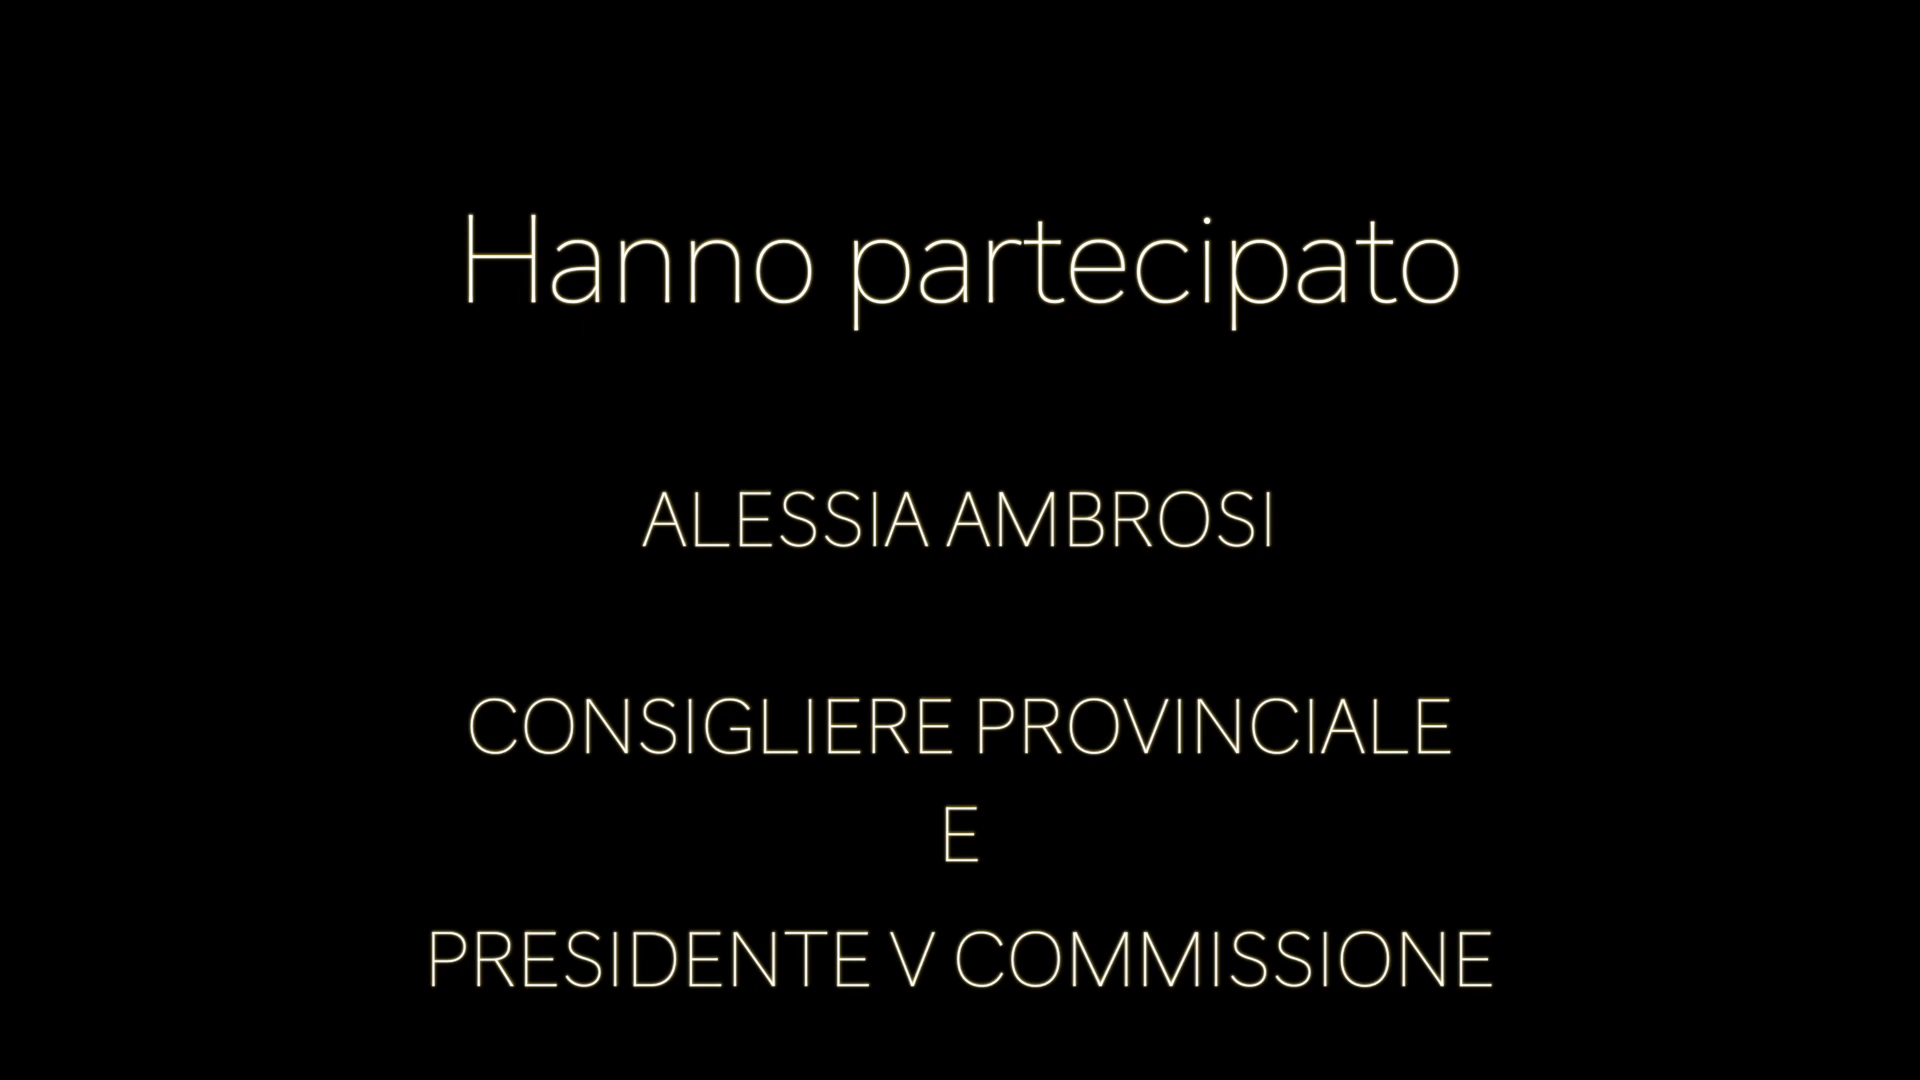 Hanno partecipato
ALESSIA AMBROSI
CONSIGLIERE PROVINCIALE
E
PRESIDENTE V COMMISSIONE